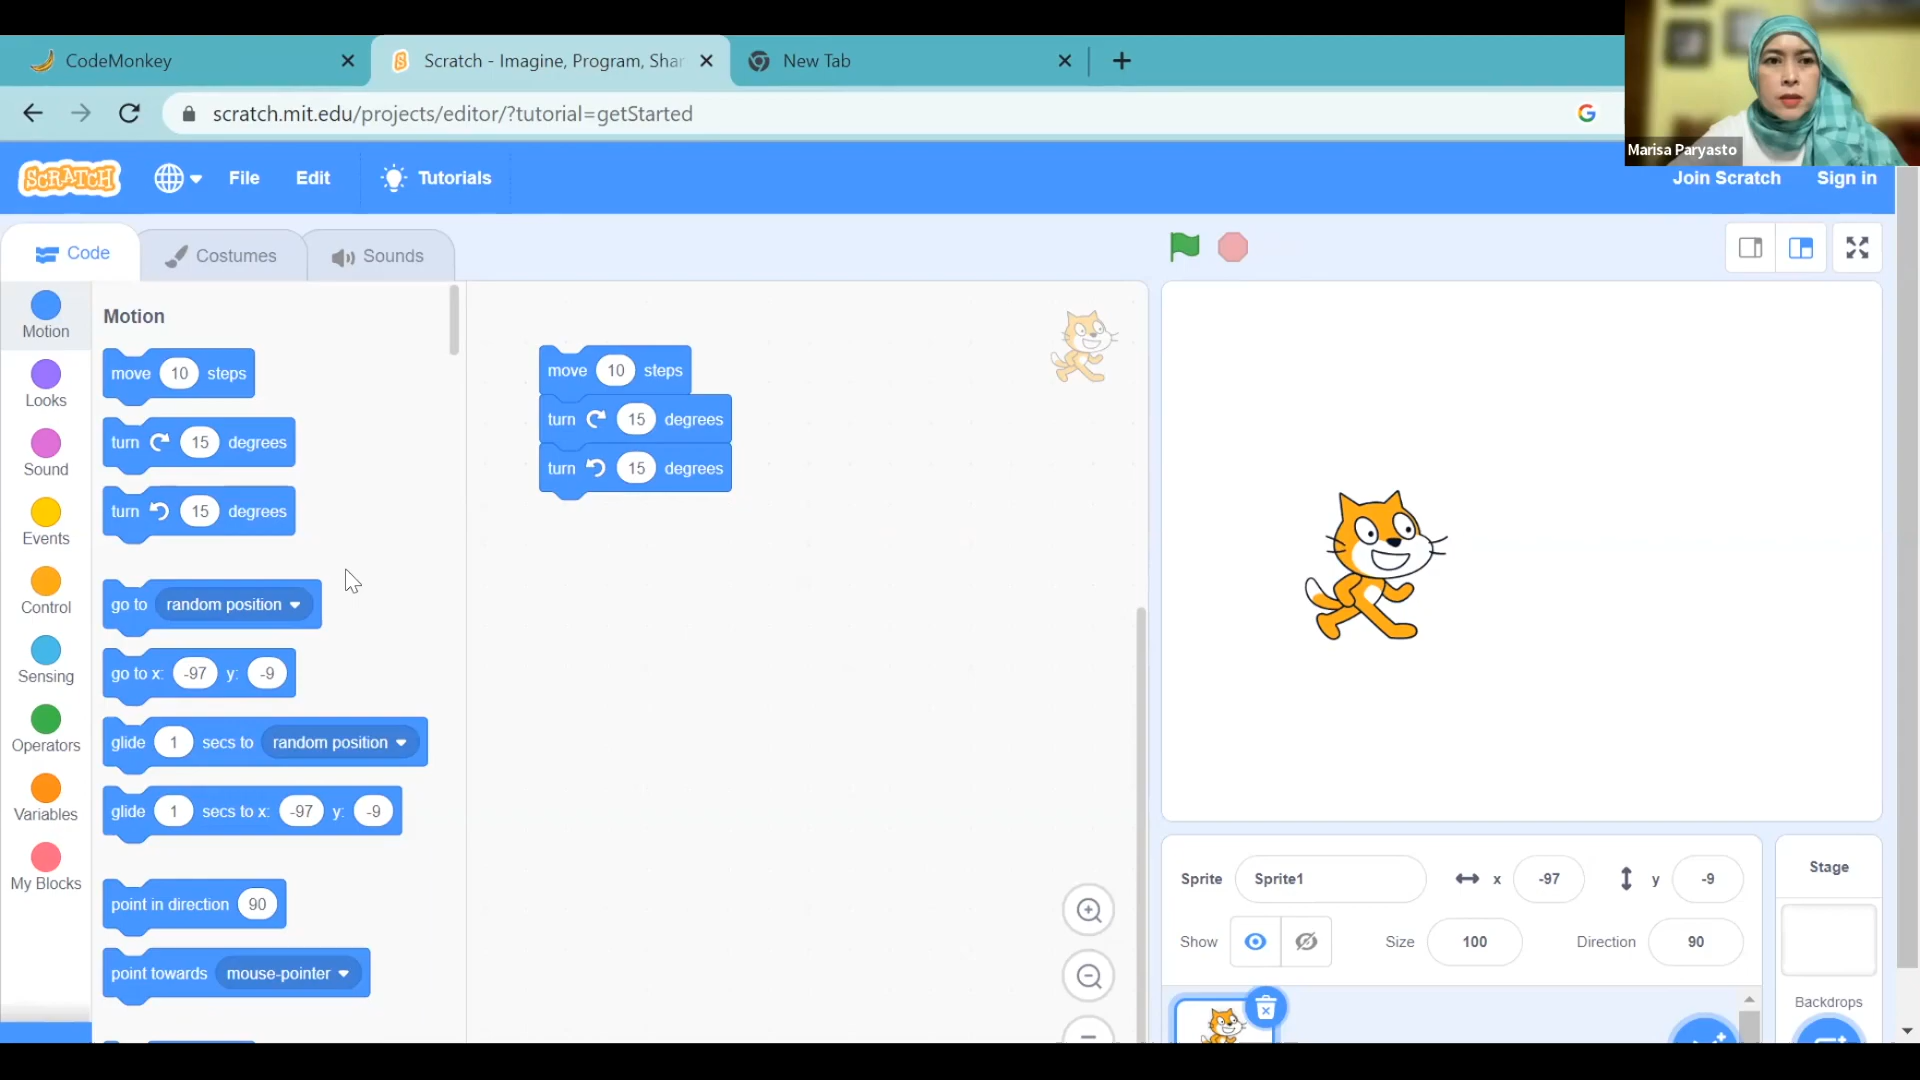 CodeMonkey
Scratch - Imagine, Program, Shar
New Tab
scratch.mit.edu/projects/editor/?tutorial=getStarted
Marisa Paryasto
SCRATCH
File
Edit
Tutorials
Join Scratch
Sign in
Code
Costumes
Sounds
Motion
Looks
Sound
Events
Control
Sensing
Operators
Variables
My Blocks
Motion
move 10 steps
turn 15 degrees
turn 15 degrees
go to random position
go to x: -97 y: -9
glide 1 secs to random position
glide 1 secs to x: -97 y: -9
point in direction 90
point towards mouse-pointer
move 10 steps
turn 15 degrees
turn 15 degrees
Sprite Sprite1 x -97 y -9
Show Size 100 Direction 90
Stage
Backdrops